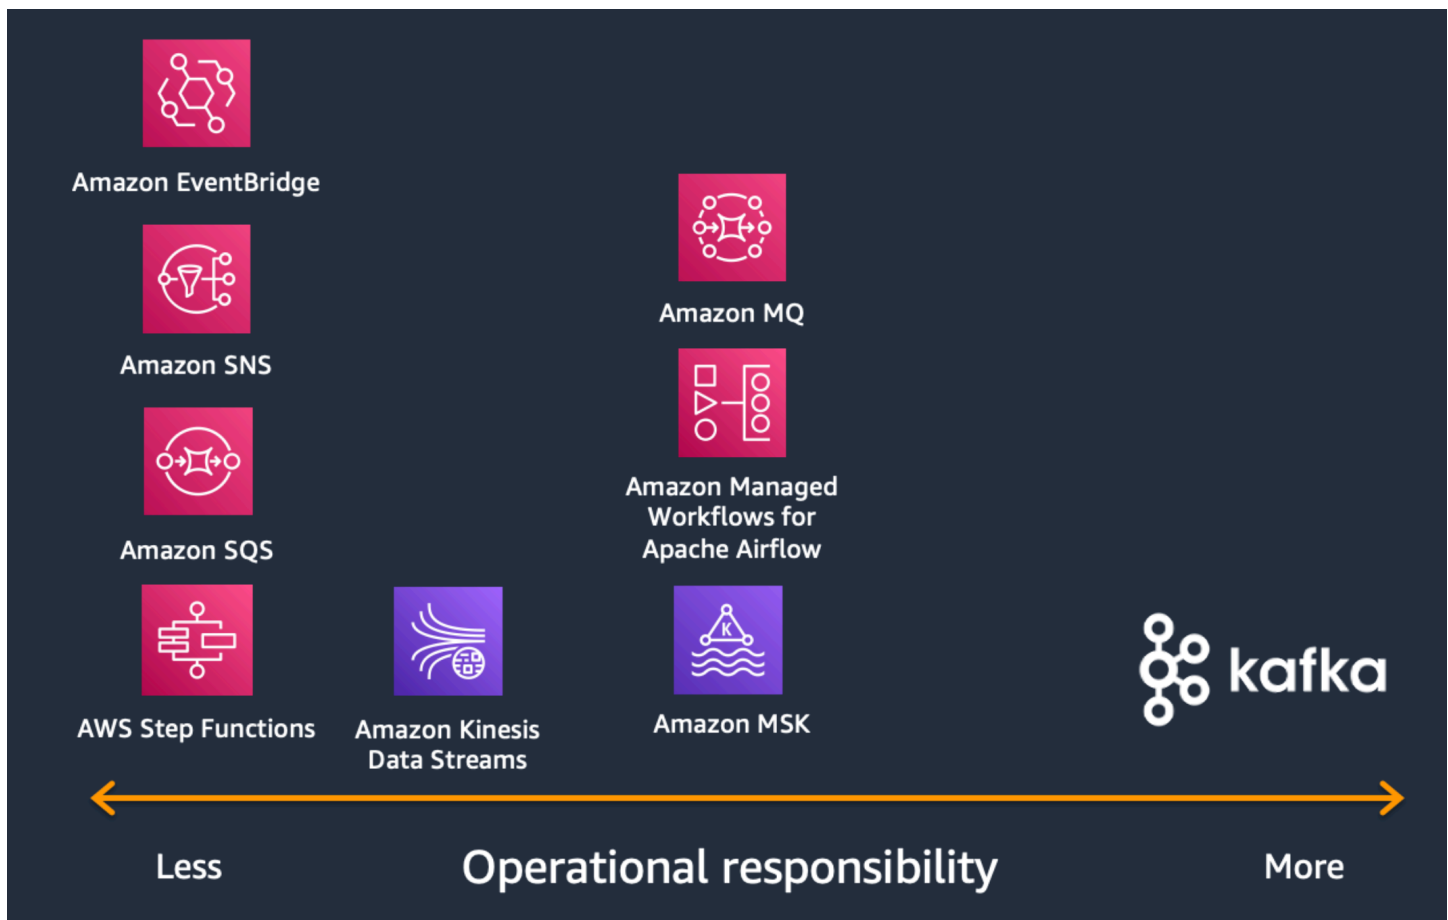 Amazon EventBridge
Amazon SNS
Amazon SQS
AWS Step Functions
Amazon Kinesis
Data Streams
Amazon MQ
Amazon Managed
Workflows for
Apache Airflow
K
Amazon MSK
kafka
Less
Operational responsibility
More